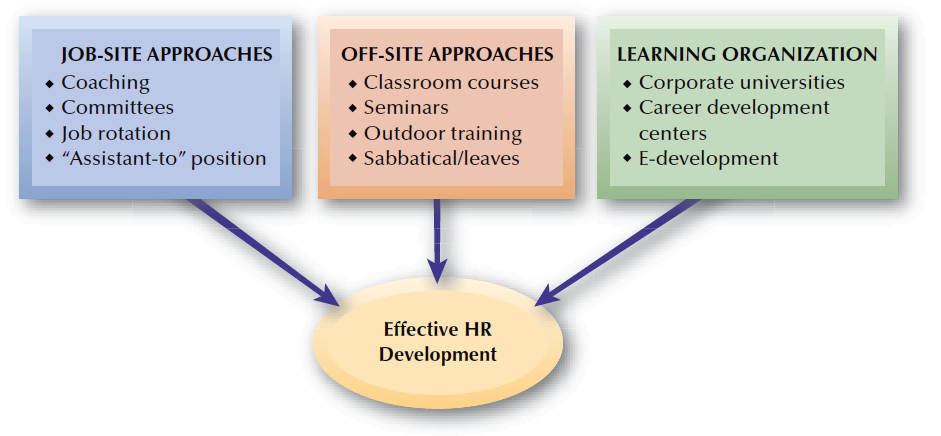 JOB-SITE APPROACHES
◆ Coaching
◆ Committees
◆ Job rotation
◆ “Assistant-to” position
OFF-SITE APPROACHES
◆ Classroom courses
◆ Seminars
◆ Outdoor training
◆ Sabbatical/leaves
LEARNING ORGANIZATION
◆ Corporate universities
◆ Career development
centers
◆ E-development
Effective HR
Development